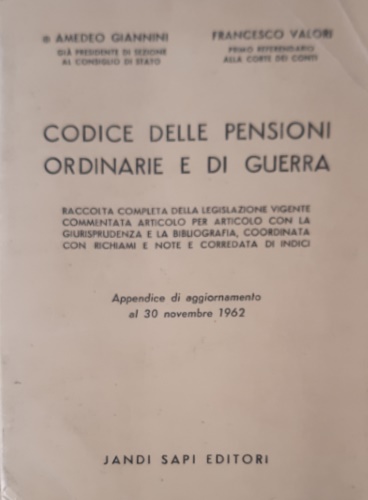 AMEDEO GIANNINI
GIÀ PRESIDENTE DI SEZIONE
AL CONSIGLIO DI STATO
FRANCESCO VALORI
PRIMO REFERENDARIO
ALLA CORTE DEI CONTI
CODICE DELLE PENSIONI
ORDINARIE E DI GUERRA
RACCOLTA COMPLETA DELLA LEGISLAZIONE VIGENTE
COMMENTATA ARTICOLO PER ARTICOLO CON LA
GIURISPRUDENZA E LA BIBLIOGRAFIA, COORDINATA
CON RICHIAMI E NOTE E CORREDATA DI INDICI
Appendice di aggiornamento
al 30 novembre 1962
JANDI SAPI EDITORI